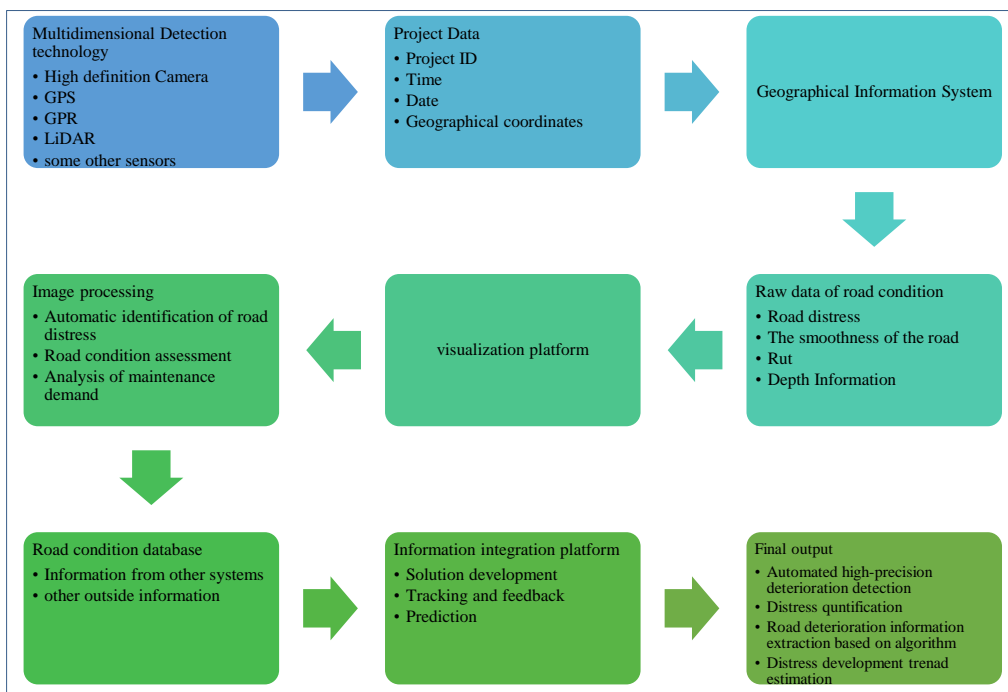 Multidimensional Detection
technology
• High definition Camera
• GPS
• GPR
• LiDAR
• some other sensors
Project Data
• Project ID
• Time
• Date
• Geographical coordinates
Geographical Information System
Raw data of road condition
• Road distress
• The smoothness of the road
• Rut
• Depth Information
visualization platform
Image processing
• Automatic identification of road
distress
• Road condition assessment
• Analysis of maintenance
demand
Road condition database
• Information from other systems
• other outside information
Information integration platform
• Solution development
• Tracking and feedback
• Prediction
Final output
• Automated high-precision
deterioration detection
• Distress quntification
• Road deterioration information
extraction based on algorithm
• Distress development trenad
estimation